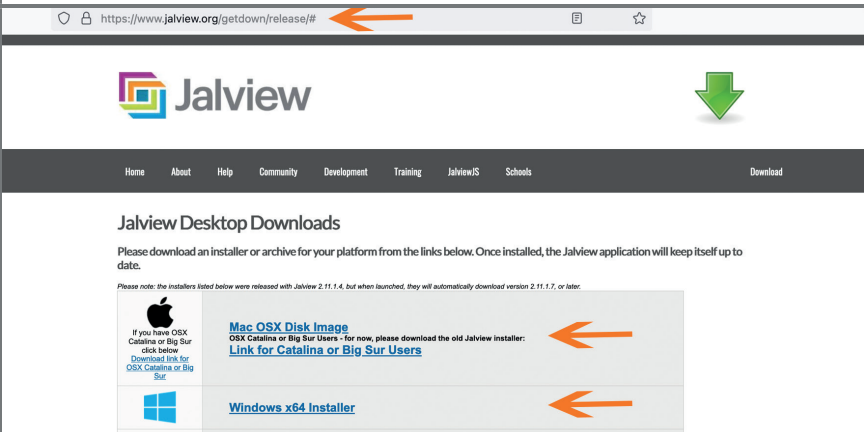 https://www.jalview.org/getdown/release/#
Jalview
Home About Help Community Development Training JalviewJS Schools Download
Jalview Desktop Downloads
Please download an installer or archive for your platform from the links below. Once installed, the Jalview application will keep itself up to
date.
Please note: the installers listed below were released with Jalview 2.11.1.4, but when launched, they will automatically download version 2.11.1.7, or later.
If you have OSX
Catalina or Big Sur
click below
Download link for
OSX Catalina or Big
Sur
Mac OSX Disk Image
OSX Catalina or Big Sur Users - for now, please download the old Jalview installer:
Link for Catalina or Big Sur Users
Windows x64 Installer